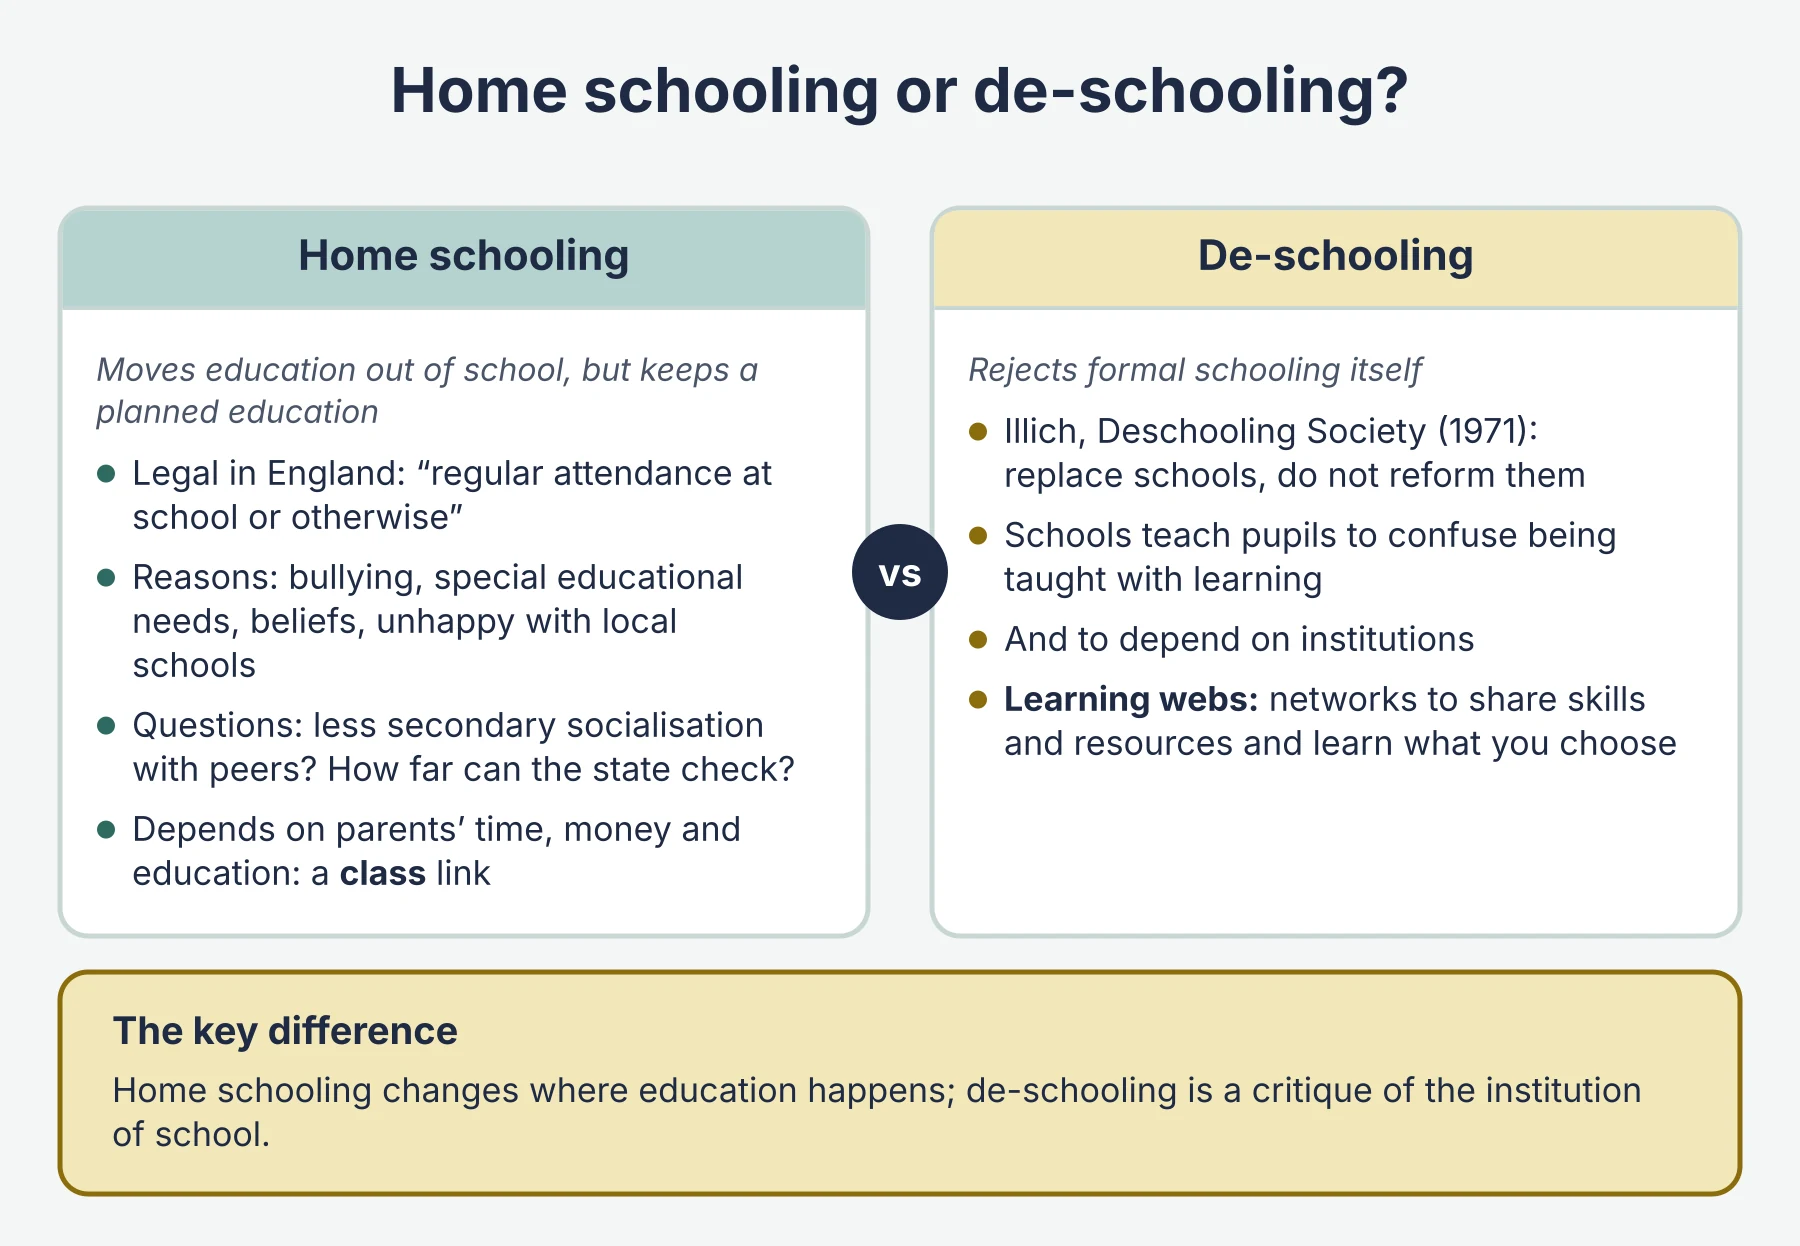 Home schooling or de-schooling?
Home schooling
Moves education out of school, but keeps a
planned education
Legal in England: “regular attendance at
school or otherwise”
Reasons: bullying, special educational
needs, beliefs, unhappy with local
schools
Questions: less secondary socialisation
with peers? How far can the state check?
Depends on parents’ time, money and
education: a class link
vs
De-schooling
Rejects formal schooling itself
Illich, Deschooling Society (1971):
replace schools, do not reform them
Schools teach pupils to confuse being
taught with learning
And to depend on institutions
Learning webs: networks to share skills
and resources and learn what you choose
The key difference
Home schooling changes where education happens; de-schooling is a critique of the institution
of school.